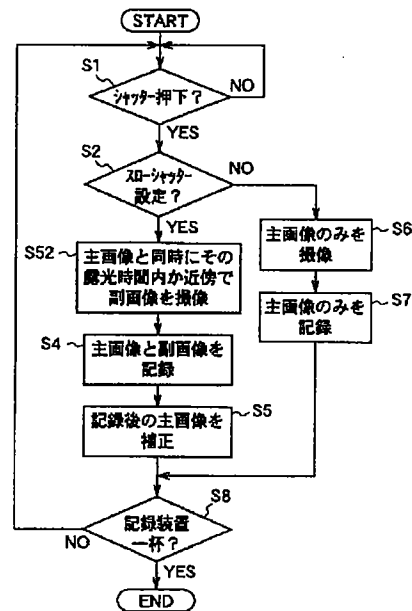 START
S1
シャッター押下?
NO
YES
S2
スローシャッター
設定?
NO
YES
S52
主画像と同時にその
露光時間内か近傍で
副画像を撮像
S6
主画像のみを
撮像
S4
主画像と副画像を
記録
S7
主画像のみを
記録
S5
記録後の主画像を
補正
S8
記録装置
一杯?
NO
YES
END